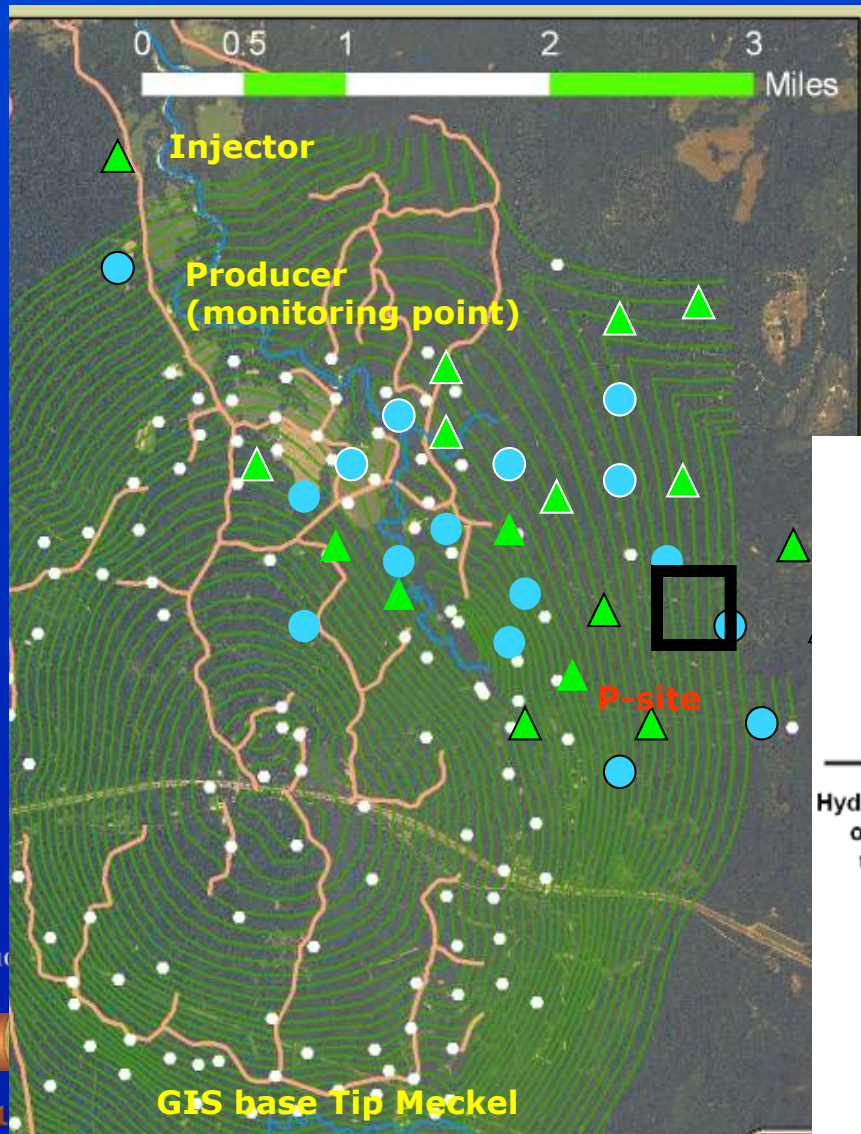 0 0.5 1 2 3
Miles
Injector
Producer
(monitoring point)
P-site
GIS base Tip Meckel